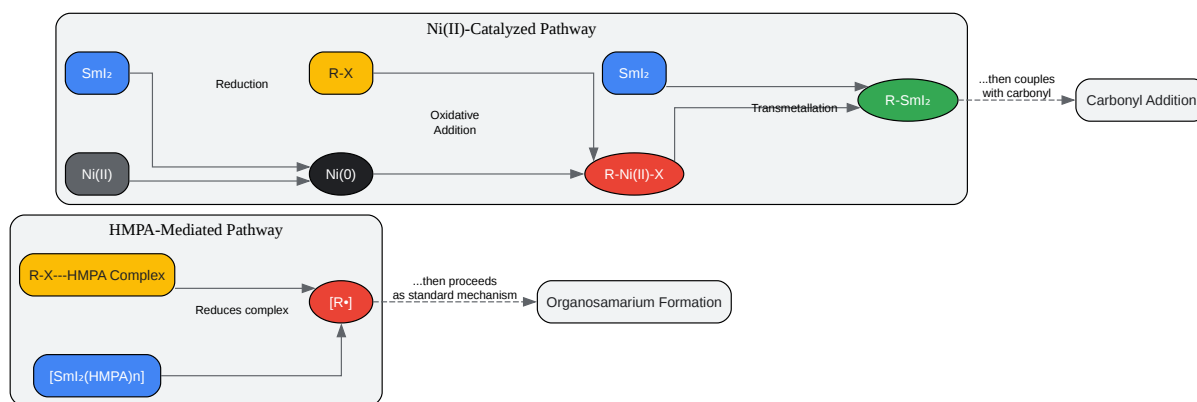 Ni(II)-Catalyzed Pathway
SmI₂
Reduction
R-X
SmI₂
Oxidative
Addition
Transmetallation
R-SmI₂
...then couples
with carbonyl
Carbonyl Addition
Ni(II)
Ni(0)
R-Ni(II)-X
HMPA-Mediated Pathway
R-X---HMPA Complex
Reduces complex
[R•]
...then proceeds
as standard mechanism
Organosamarium Formation
[SmI₂(HMPA)n]